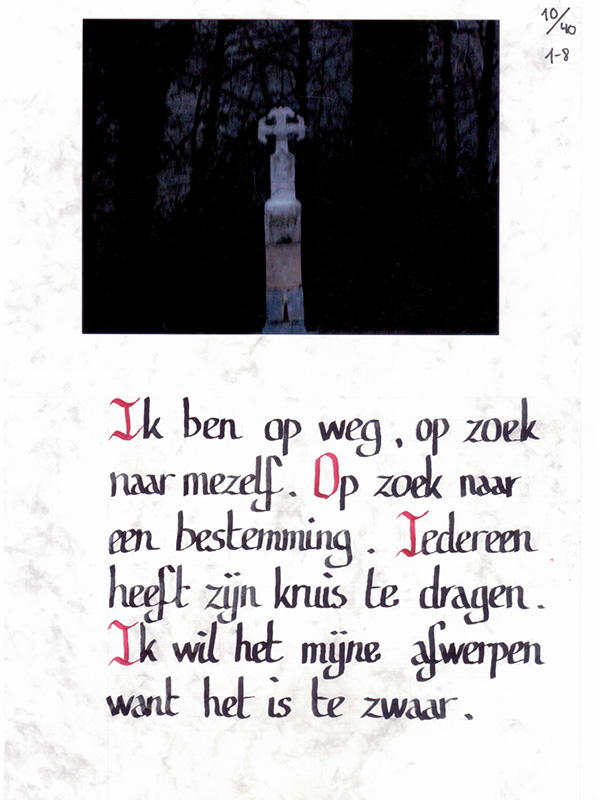 10/40
1-8
Ik ben op weg, op zoek
naar mezelf. Op zoek naar
een bestemming. Iedereen
heeft zijn kruis te dragen.
Ik wil het mijne afwerpen
want het is te zwaar.